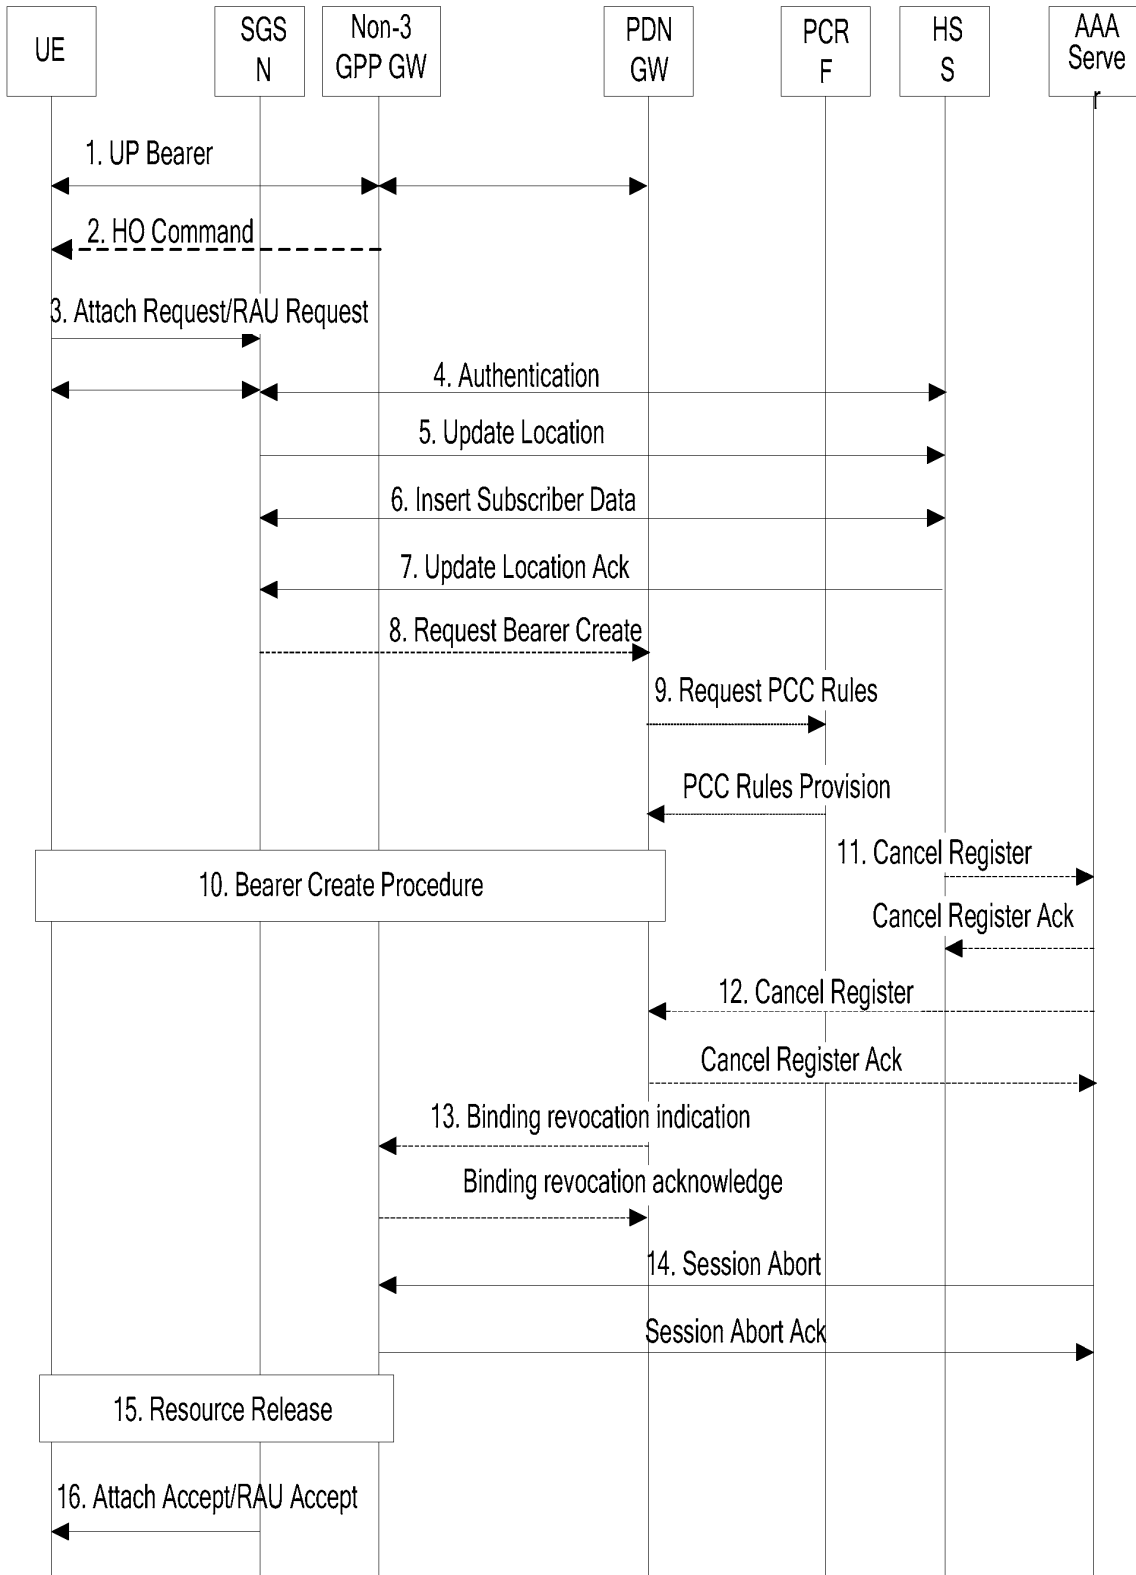 UE
SGS
N
Non-3
GPP GW
PDN
GW
PCR
F
HS
S
AAA
Serve
r
1. UP Bearer
2. HO Command
3. Attach Request/RAU Request
4. Authentication
5. Update Location
6. Insert Subscriber Data
7. Update Location Ack
8. Request Bearer Create
9. Request PCC Rules
PCC Rules Provision
11. Cancel Register
10. Bearer Create Procedure
Cancel Register Ack
12. Cancel Register
Cancel Register Ack
13. Binding revocation indication
Binding revocation acknowledge
14. Session Abort
Session Abort Ack
15. Resource Release
16. Attach Accept/RAU Accept